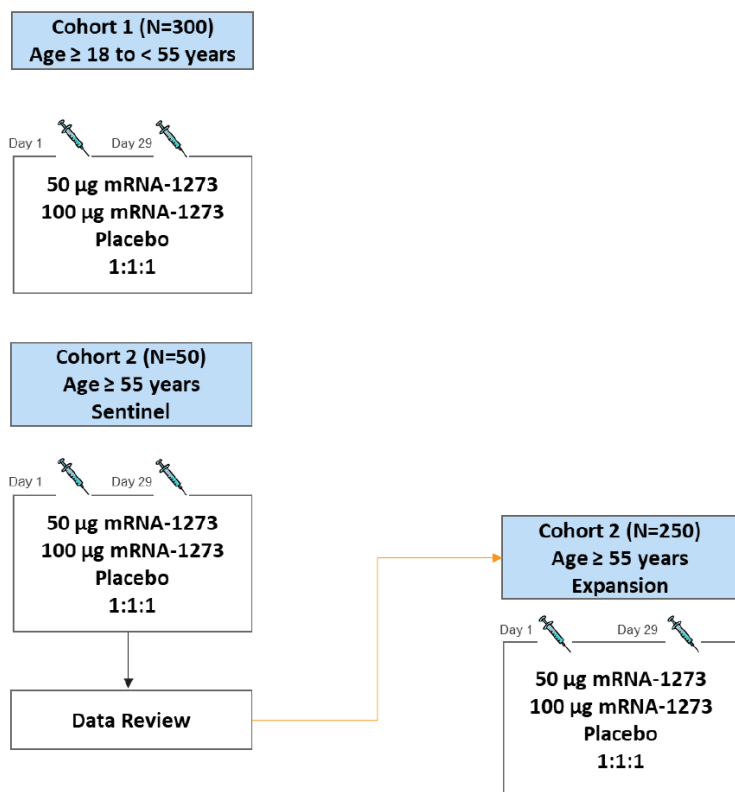 Cohort 1 (N=300)
Age ≥ 18 to < 55 years
Day 1
Day 29
50 µg mRNA-1273
100 µg mRNA-1273
Placebo
1:1:1
Cohort 2 (N=50)
Age ≥ 55 years
Sentinel
Day 1
Day 29
50 µg mRNA-1273
100 µg mRNA-1273
Placebo
1:1:1
Data Review
Cohort 2 (N=250)
Age ≥ 55 years
Expansion
Day 1
Day 29
50 µg mRNA-1273
100 µg mRNA-1273
Placebo
1:1:1